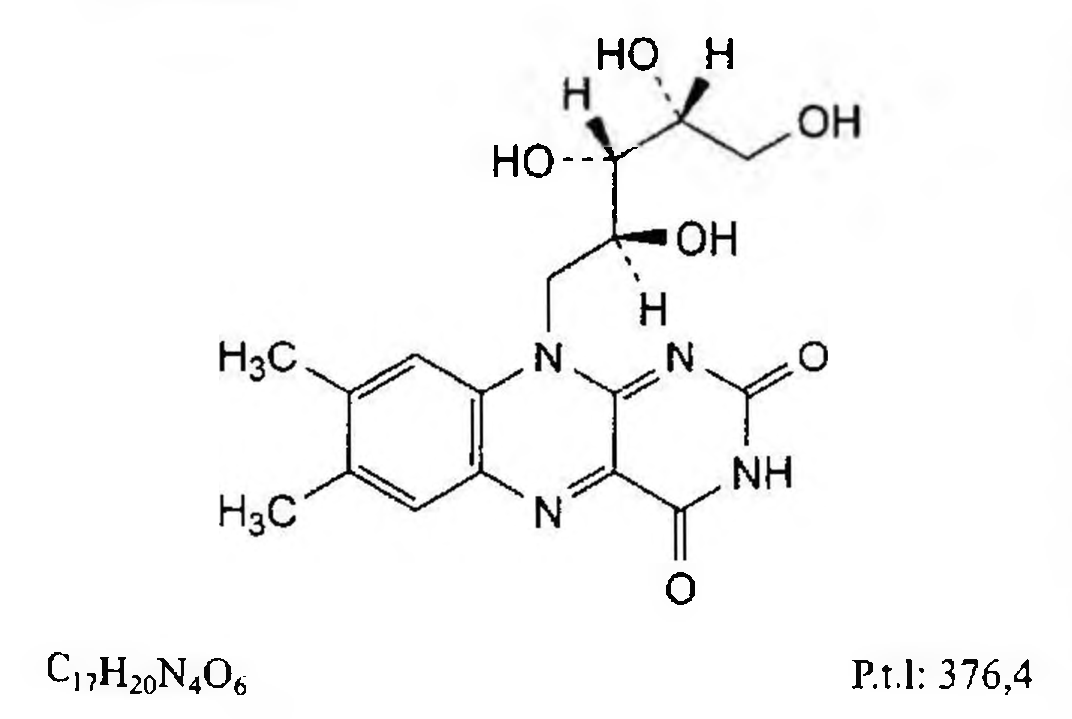 HO H
H
OH
HO
OH
H
H₃C N N O
NH
H₃C N
O
C₁₇H₂₀N₄O₆ P.t.l: 376,4